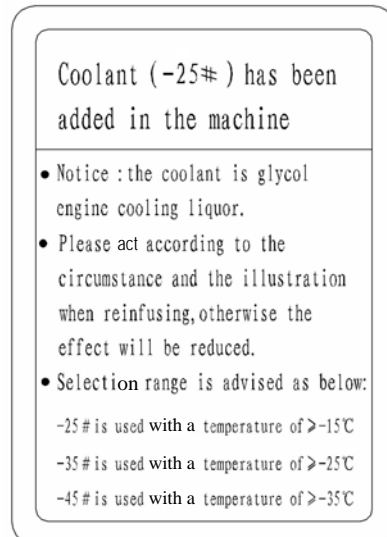 Coolant (-25#) has been
added in the machine
● Notice : the coolant is glycol
engine cooling liquor.
● Please act according to the
circumstance and the illustration
when reinfusing, otherwise the
effect will be reduced.
● Selection range is advised as below:
-25# is used with a temperature of ≥-15℃
-35# is used with a temperature of ≥-25℃
-45# is used with a temperature of ≥-35℃